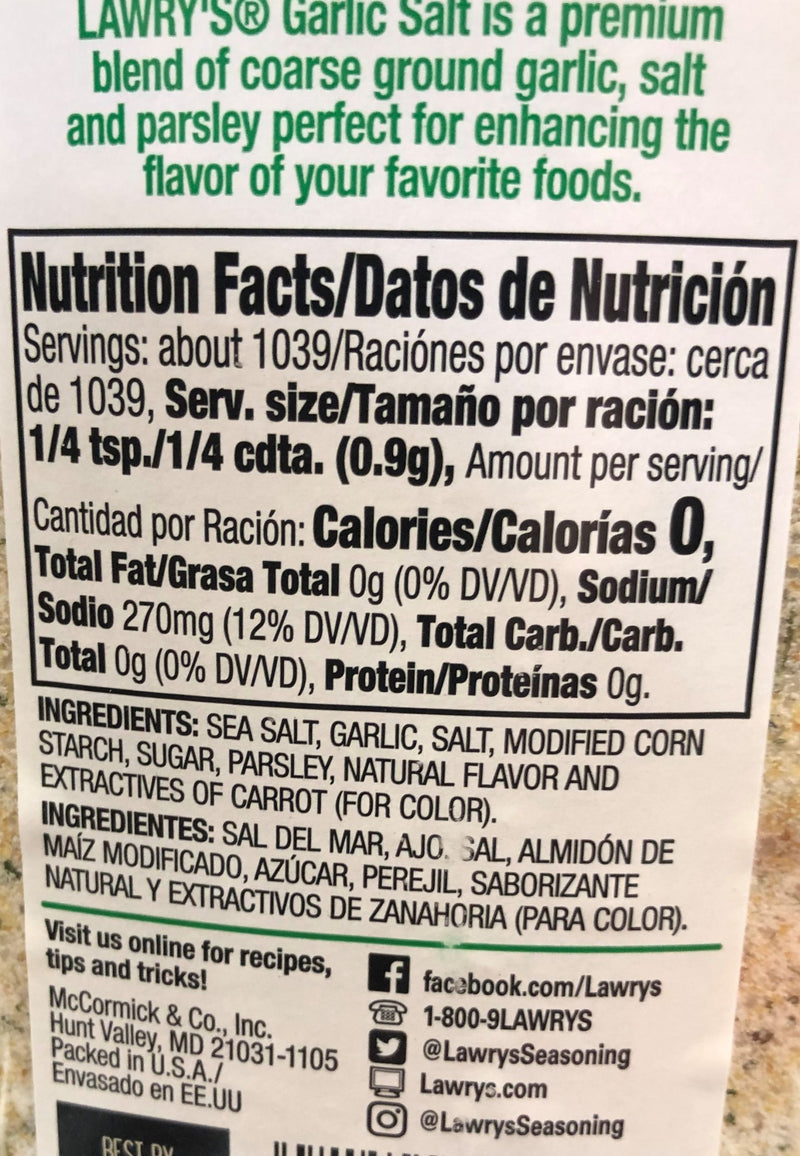 LAWRY'S® Garlic Salt is a premium
blend of coarse ground garlic, salt
and parsley perfect for enhancing the
flavor of your favorite foods.
Nutrition Facts/Datos de Nutrición
Servings: about 1039/Raciónes por envase: cerca
de 1039, Serv. size/Tamaño por ración:
1/4 tsp./1/4 cdta. (0.9g), Amount per serving/
Cantidad por Ración: Calories/Calorías 0,
Total Fat/Grasa Total 0g (0% DV/VD), Sodium/
Sodio 270mg (12% DV/VD), Total Carb./Carb.
Total 0g (0% DV/VD), Protein/Proteínas 0g.
INGREDIENTS: SEA SALT, GARLIC, SALT, MODIFIED CORN
STARCH, SUGAR, PARSLEY, NATURAL FLAVOR AND
EXTRACTIVES OF CARROT (FOR COLOR).
INGREDIENTES: SAL DEL MAR, AJO, SAL, ALMIDÓN DE
MAÍZ MODIFICADO, AZÚCAR, PEREJIL, SABORIZANTE
NATURAL Y EXTRACTIVOS DE ZANAHORIA (PARA COLOR).
Visit us online for recipes,
tips and tricks!
McCormick & Co., Inc.
Hunt Valley, MD 21031-1105
Packed in U.S.A./
Envasado en EE.UU
facebook.com/Lawrys
1-800-9LAWRYS
@LawrysSeasoning
Lawrys.com
@LawrysSeasoning
BEST BY